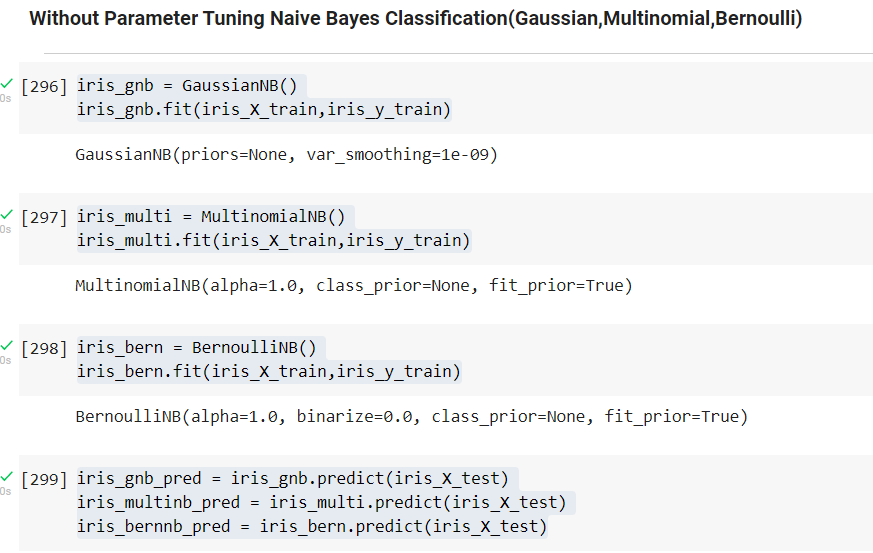 Without Parameter Tuning Naive Bayes Classification(Gaussian,Multinomial,Bernoulli)
[296] iris_gnb = GaussianNB()
iris_gnb.fit(iris_X_train,iris_y_train)
0s
GaussianNB(priors=None, var_smoothing=1e-09)
[297] iris_multi = MultinomialNB()
iris_multi.fit(iris_X_train,iris_y_train)
0s
MultinomialNB(alpha=1.0, class_prior=None, fit_prior=True)
[298] iris_bern = BernoulliNB()
iris_bern.fit(iris_X_train,iris_y_train)
0s
BernoulliNB(alpha=1.0, binarize=0.0, class_prior=None, fit_prior=True)
[299] iris_gnb_pred = iris_gnb.predict(iris_X_test)
0s
iris_multinb_pred = iris_multi.predict(iris_X_test)
iris_bernnb_pred = iris_bern.predict(iris_X_test)